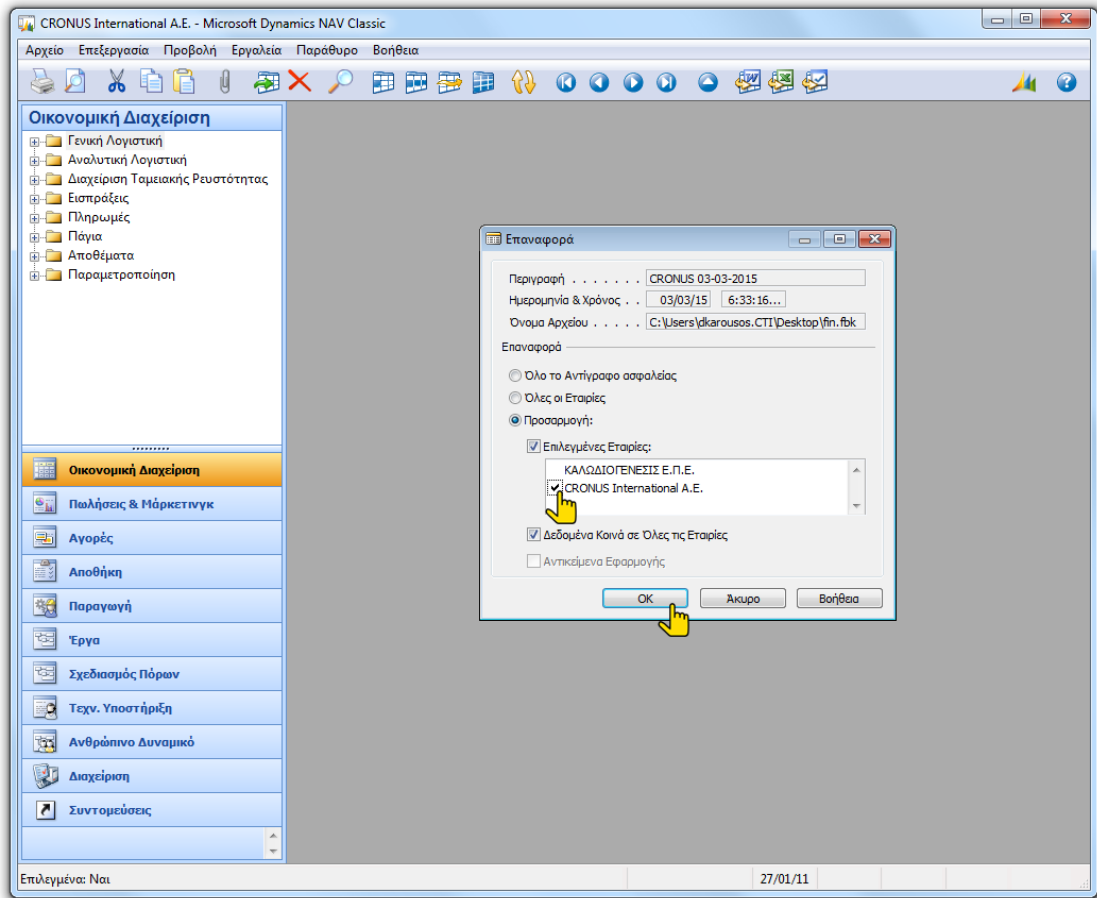 CRONUS International A.E. - Microsoft Dynamics NAV Classic
Αρχείο Επεξεργασία Προβολή Εργαλεία Παράθυρο Βοήθεια
Οικονομική Διαχείριση
Γενική Λογιστική
Αναλυτική Λογιστική
Διαχείριση Ταμειακής Ρευστότητας
Εισπράξεις
Πληρωμές
Πάγια
Αποθέματα
Παραμετροποίηση
Οικονομική Διαχείριση
Πωλήσεις & Μάρκετινγκ
Αγορές
Αποθήκη
Παραγωγή
Έργα
Σχεδιασμός Πόρων
Τεχν. Υποστήριξη
Ανθρώπινο Δυναμικό
Διαχείριση
Συντομεύσεις
Επαναφορά
Περιγραφή . . . . . . . CRONUS 03-03-2015
Ημερομηνία & Χρόνος . . 03/03/15 6:33:16...
Όνομα Αρχείου . . . . . C:\Users\dkarousos.CTI\Desktop\fin.fbk
Επαναφορά
Όλο το Αντίγραφο ασφαλείας
Όλες οι Εταιρίες
Προσαρμογή:
Επιλεγμένες Εταιρίες:
ΚΑΛΩΔΙΟΓΕΝΕΣΙΣ Ε.Π.Ε.
CRONUS International A.E.
Δεδομένα Κοινά σε Όλες τις Εταιρίες
Αντικείμενα Εφαρμογής
OK Άκυρο Βοήθεια
Επιλεγμένα: Ναι 27/01/11